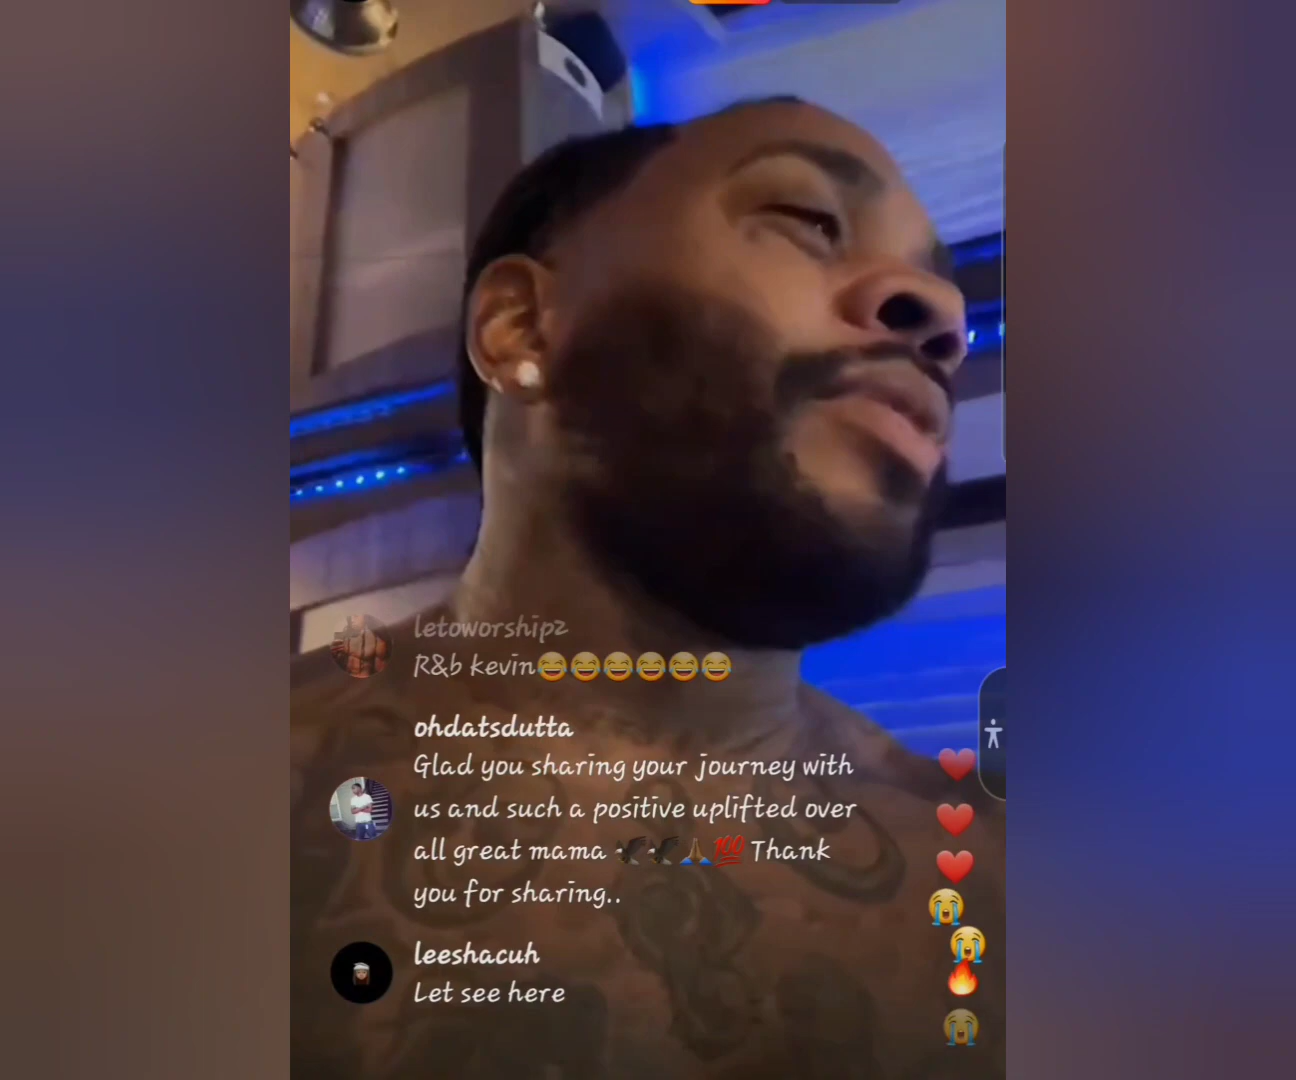 letoworshipz
R&b kevin😂😂😂😂😂😂
ohdatsdutta
Glad you sharing your journey with
us and such a positive uplifted over
all great mama 🦅🦅🙏🏾💯 Thank
you for sharing..
leeshacuh
Let see here